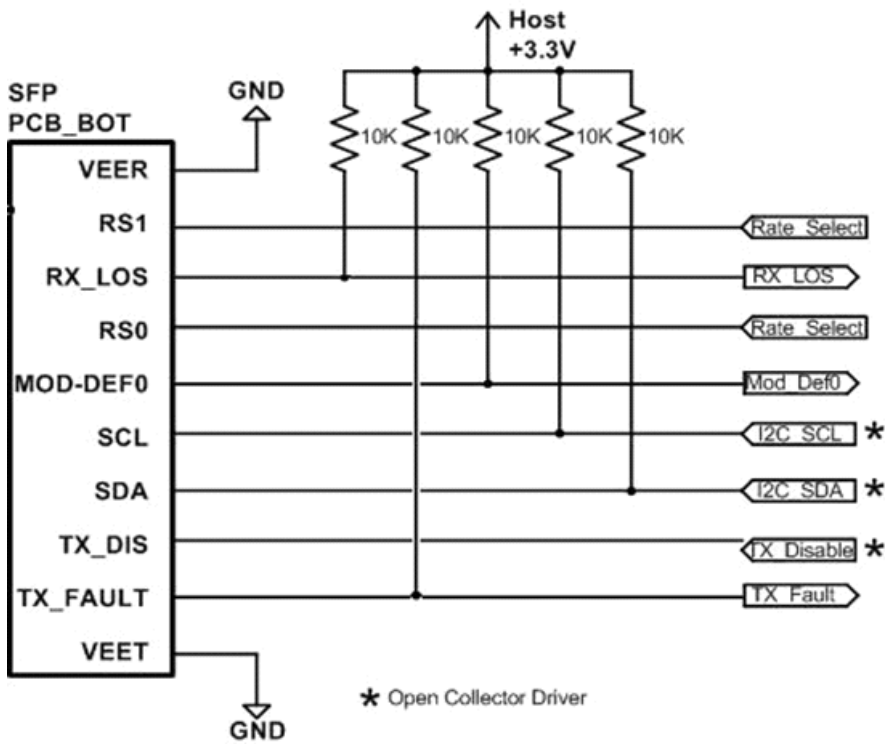 Host
+3.3V
SFP
PCB_BOT
GND
10K
10K
10K
10K
10K
VEER
RS1
Rate_Select
RX_LOS
RX_LOS
RS0
Rate_Select
MOD-DEF0
Mod_Def0
SCL
I2C_SCL *
SDA
I2C_SDA *
TX_DIS
TX_Disable *
TX_FAULT
TX_Fault
VEET
* Open Collector Driver
GND